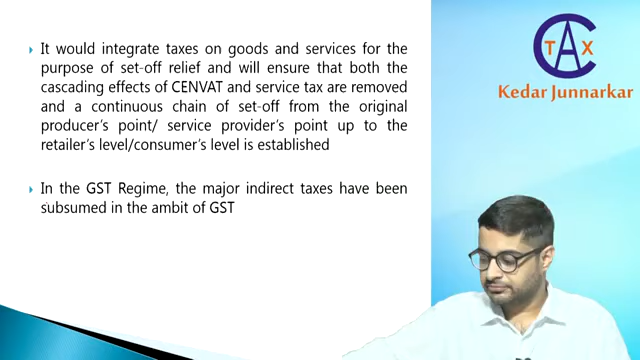 It would integrate taxes on goods and services for the
purpose of set-off relief and will ensure that both the
cascading effects of CENVAT and service tax are removed
and a continuous chain of set-off from the original
producer's point/ service provider's point up to the
retailer's level/consumer's level is established
In the GST Regime, the major indirect taxes have been
subsumed in the ambit of GST
CA
TAX
Kedar Junnarkar